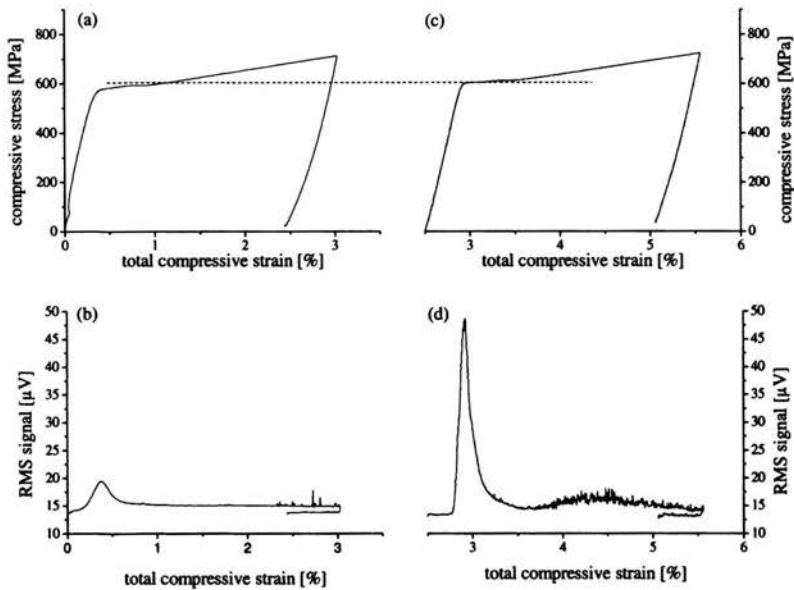 (a)
compressive stress [MPa]
800
600
400
200
0
0 1 2 3
total compressive strain [%]
(c)
800
600
400
200
0
compressive stress [MPa]
3 4 5 6
total compressive strain [%]
(b)
RMS signal [µV]
50
45
40
35
30
25
20
15
10
0 1 2 3
total compressive strain [%]
(d)
50
45
40
35
30
25
20
15
10
RMS signal [µV]
3 4 5 6
total compressive strain [%]